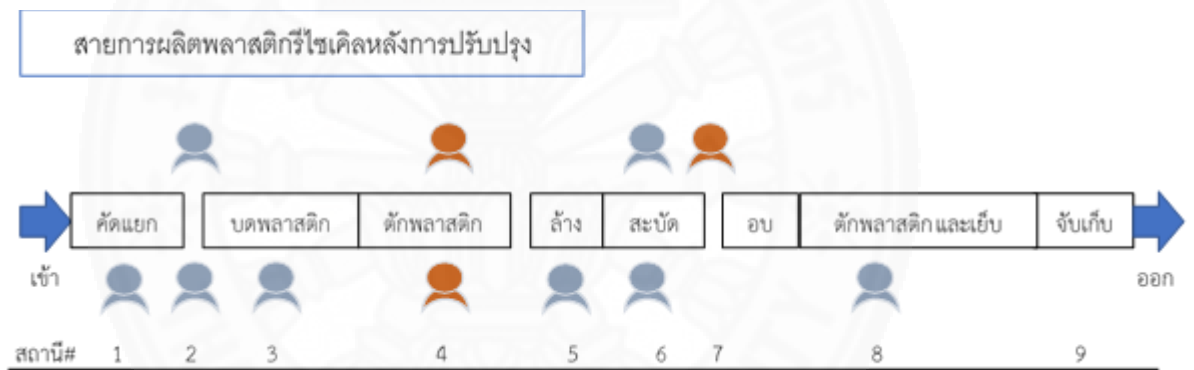 สายการผลิตพลาสติกรีไซเคิลหลังการปรับปรุง
คัดแยก บดพลาสติก ตักพลาสติก ล้าง สะบัด อบ ตักพลาสติกและเย็บ จับเก็บ
เข้า ออก
สถานี# 1 2 3 4 5 6 7 8 9